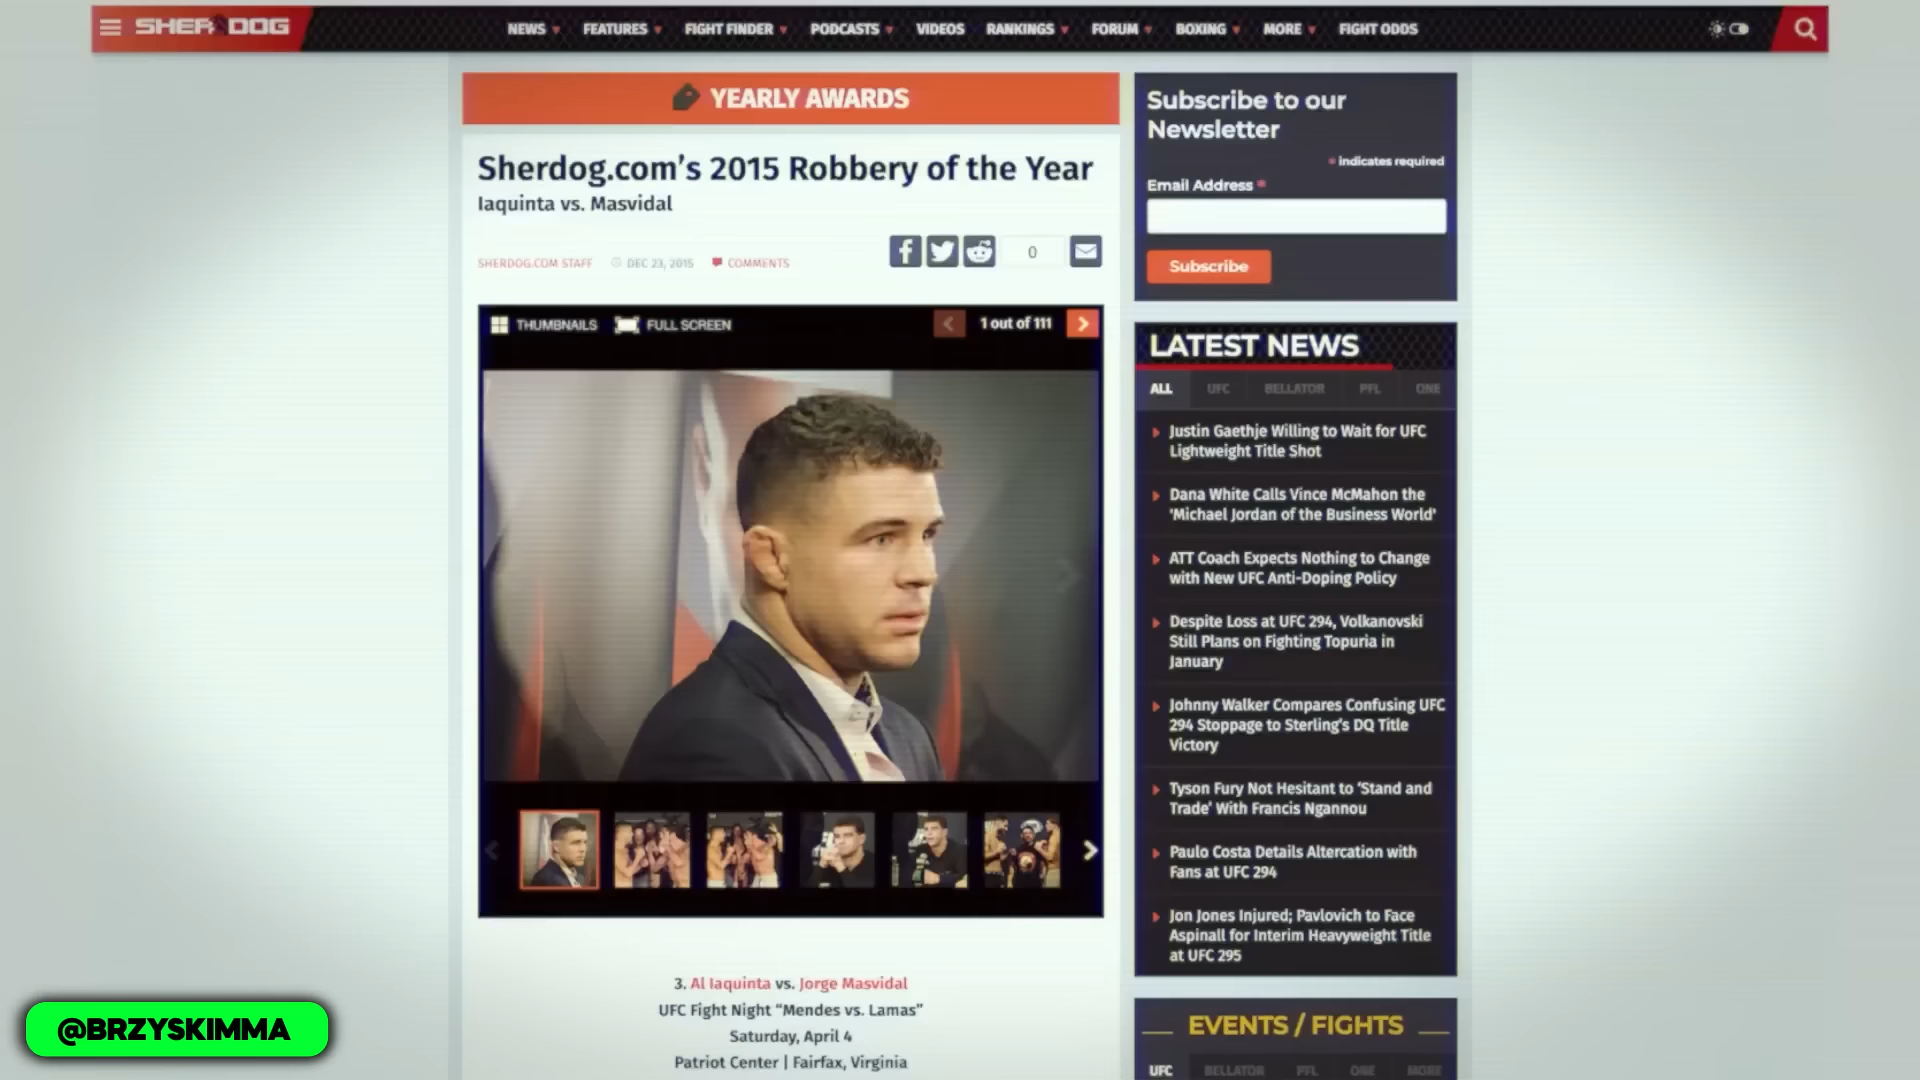 SHERDOG
NEWS
FEATURES
FIGHT FINDER
PODCASTS
VIDEOS
RANKINGS
FORUM
BOXING
MORE
FIGHT ODDS
YEARLY AWARDS
Sherdog.com's 2015 Robbery of the Year
Iaquinta vs. Masvidal
SHERDOG.COM STAFF
DEC 23, 2015
COMMENTS
0
THUMBNAILS
FULL SCREEN
1 out of 111
3. Al Iaquinta vs. Jorge Masvidal
UFC Fight Night “Mendes vs. Lamas”
Saturday, April 4
Patriot Center | Fairfax, Virginia
Subscribe to our
Newsletter
* indicates required
Email Address *
Subscribe
LATEST NEWS
ALL
UFC
BELLATOR
PFL
ONE
Justin Gaethje Willing to Wait for UFC
Lightweight Title Shot
Dana White Calls Vince McMahon the
'Michael Jordan of the Business World'
ATT Coach Expects Nothing to Change
with New UFC Anti-Doping Policy
Despite Loss at UFC 294, Volkanovski
Still Plans on Fighting Topuria in
January
Johnny Walker Compares Confusing UFC
294 Stoppage to Sterling's DQ Title
Victory
Tyson Fury Not Hesitant to ‘Stand and
Trade’ With Francis Ngannou
Paulo Costa Details Altercation with
Fans at UFC 294
Jon Jones Injured; Pavlovich to Face
Aspinall for Interim Heavyweight Title
at UFC 295
EVENTS / FIGHTS
UFC
BELLATOR
PFL
ONE
MORE
@BRZYSKIMMA